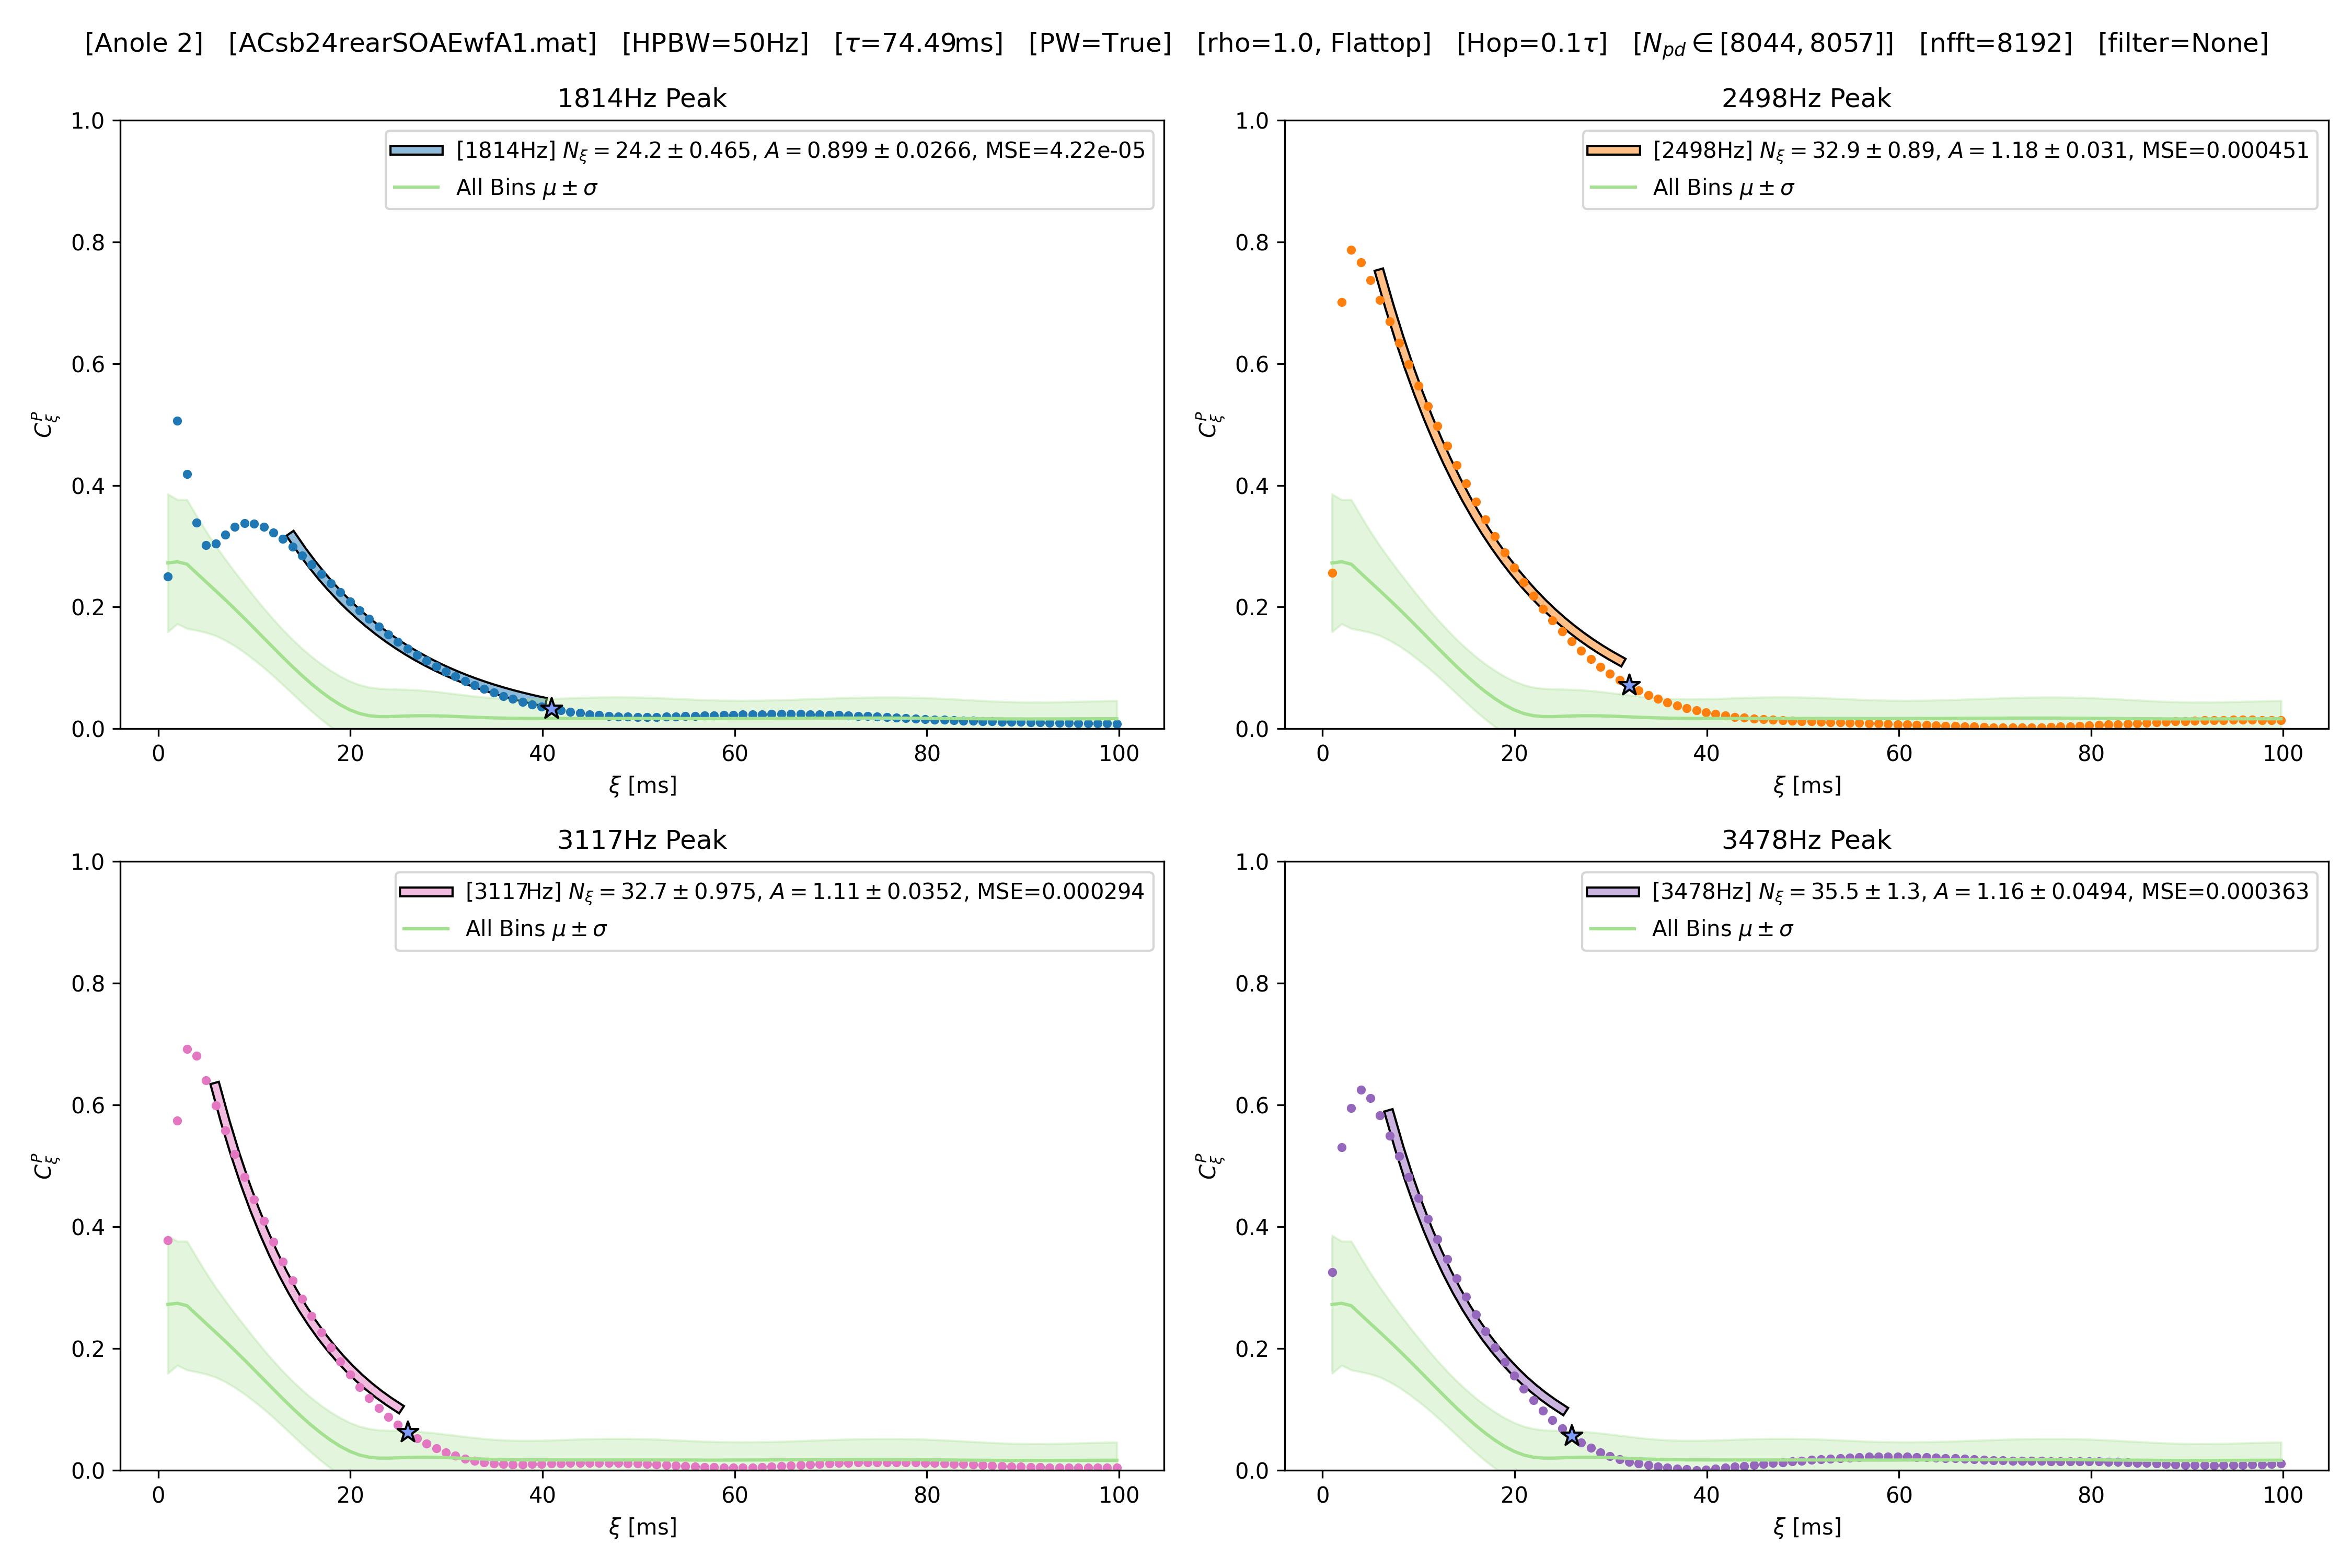 [Anole 2]   [ACsb24rearSOAEwfA1.mat]   [HPBW=50Hz]   [τ=74.49ms]   [PW=True]   [rho=1.0, Flattop]   [Hop=0.1τ]   [N_pd ∈ [8044, 8057]]   [nfft=8192]   [filter=None]
1814Hz Peak
[1814Hz] N_ξ = 24.2 ± 0.465, A = 0.899 ± 0.0266, MSE=4.22e-05
All Bins μ ± σ
1.0
0.8
0.6
0.4
0.2
0.0
C_ξ^P
0 20 40 60 80 100
ξ [ms]
2498Hz Peak
[2498Hz] N_ξ = 32.9 ± 0.89, A = 1.18 ± 0.031, MSE=0.000451
All Bins μ ± σ
1.0
0.8
0.6
0.4
0.2
0.0
C_ξ^P
0 20 40 60 80 100
ξ [ms]
3117Hz Peak
[3117Hz] N_ξ = 32.7 ± 0.975, A = 1.11 ± 0.0352, MSE=0.000294
All Bins μ ± σ
1.0
0.8
0.6
0.4
0.2
0.0
C_ξ^P
0 20 40 60 80 100
ξ [ms]
3478Hz Peak
[3478Hz] N_ξ = 35.5 ± 1.3, A = 1.16 ± 0.0494, MSE=0.000363
All Bins μ ± σ
1.0
0.8
0.6
0.4
0.2
0.0
C_ξ^P
0 20 40 60 80 100
ξ [ms]